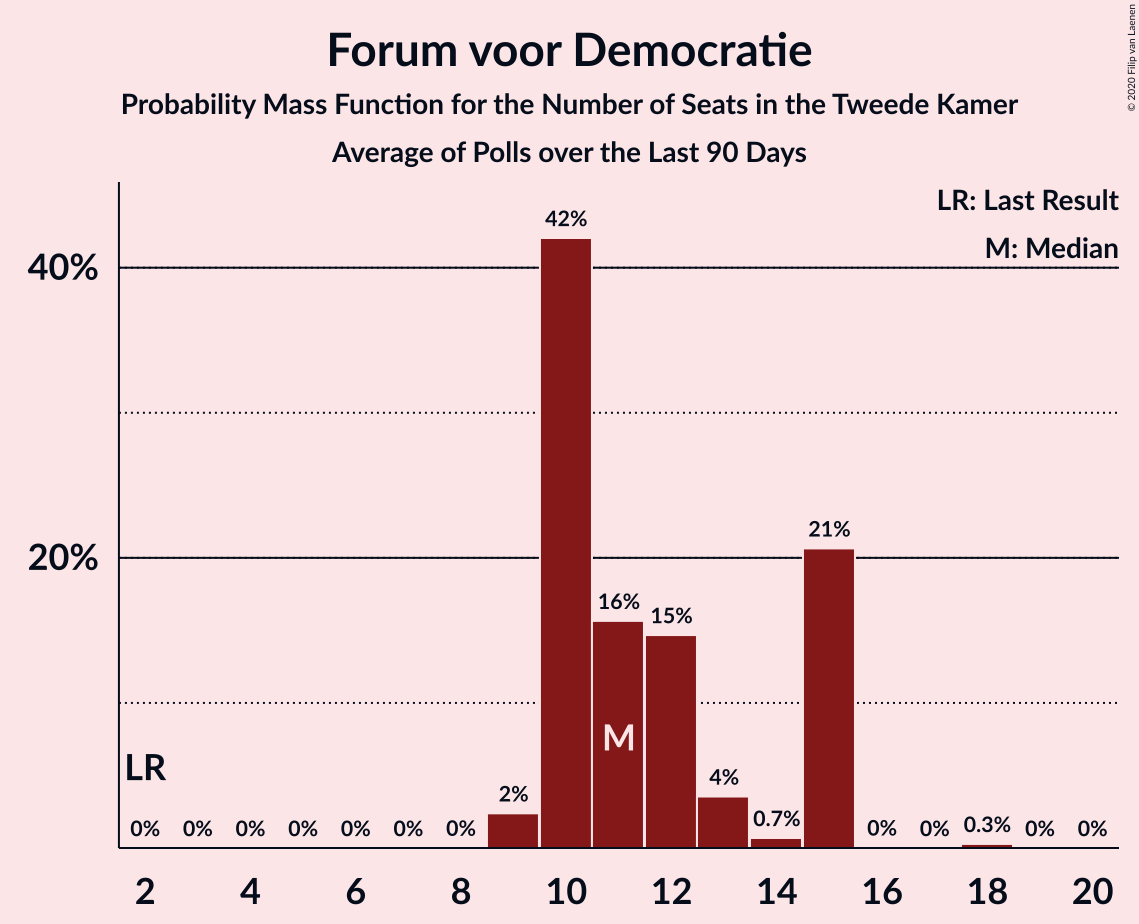 Forum voor Democratie
Probability Mass Function for the Number of Seats in the Tweede Kamer
Average of Polls over the Last 90 Days
© 2020 Filip van Laenen
LR: Last Result
M: Median
40%
20%
42%
21%
16%
15%
M
LR
4%
2%
0.7%
0.3%
0% 0% 0% 0% 0% 0% 0% 0% 0% 0% 0%
2 4 6 8 10 12 14 16 18 20